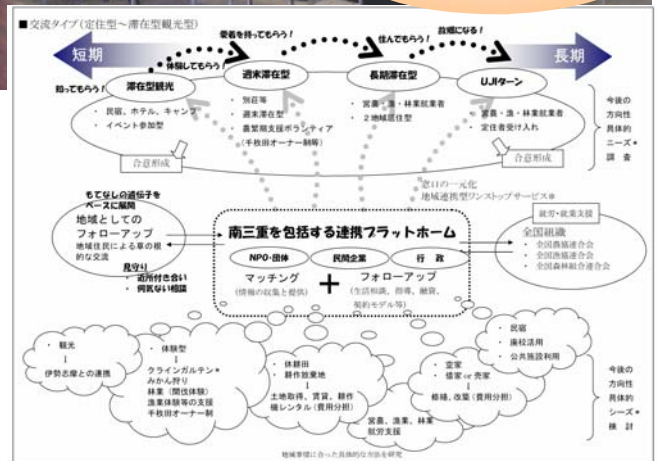 ■交流タイプ(定住型～滞在型観光型)
短期
長期
愛着を持ってもらう!
住んでもらう!
故郷になる!
知ってもらう!
体験してもらう!
滞在型観光
週末滞在型
長期滞在型
UJIターン
・民宿、ホテル、キャンプ
・イベント参加型
・別荘等
週末滞在型
・農繁期支援ボランティア
(千枚田オーナー制等)
・営農・漁・林業就業者
・2地域居住型
・営農・漁・林業就業者
・定住者受け入れ
今後の
方向性
具体的
ニーズ*
調査
合意形成
合意形成
窓口の一元化
地域連携型ワンストップサービス※
もてなしの遺伝子を
ベースに展開
地域としての
フォローアップ
地域住民による草の根
的な交流
見守り
・近所付き合い
・何気ない相談
南三重を包括する連携プラットホーム
NPO・団体
民間企業
行政
マッチング
(情報の収集と提供)
+
フォローアップ
(生活相談、指導、融資、
契約モデル等)
就労・就業支援
全国組織
・全国農協連合会
・全国漁協連合会
・全国森林組合連合会
・観光
伊勢志摩との連携
・体験型
クラインガルテン*
みかん狩り
林業(間伐体験)
漁業体験等の支援
千枚田オーナー制
・休耕田
・耕作放棄地
土地取得、賃貸、耕作
機レンタル(費用分担)
・営農、漁業、林業
就労支援
・空家
・借家or売家
・修繕、改築(費用分担)
・民宿
・廃校活用
・公共施設利用
今後の
方向性
具体的
シーズ*
検討
地域事情に合った具体的な方法を研究